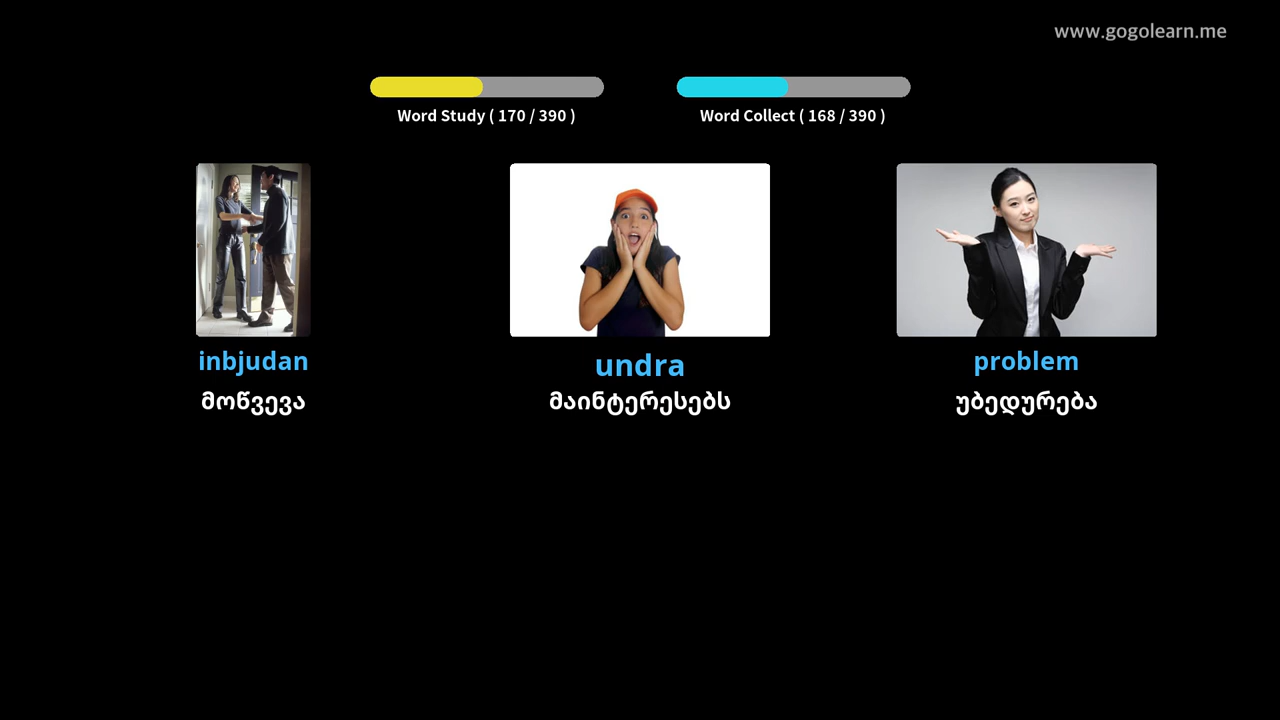 www.gogolearn.me
Word Study ( 170 / 390 )
Word Collect ( 168 / 390 )
inbjudan
undra
problem
მოწვევა
მაინტერესებს
უბედურება